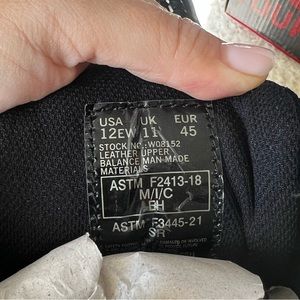 USA UK EUR
12EW 11 45
STOCK NO:W08152
LEATHER UPPER
BALANCE MAN-MADE
MATERIALS
ASTM F2413-18
M/I/C
EH
ASTM F3445-21
SR